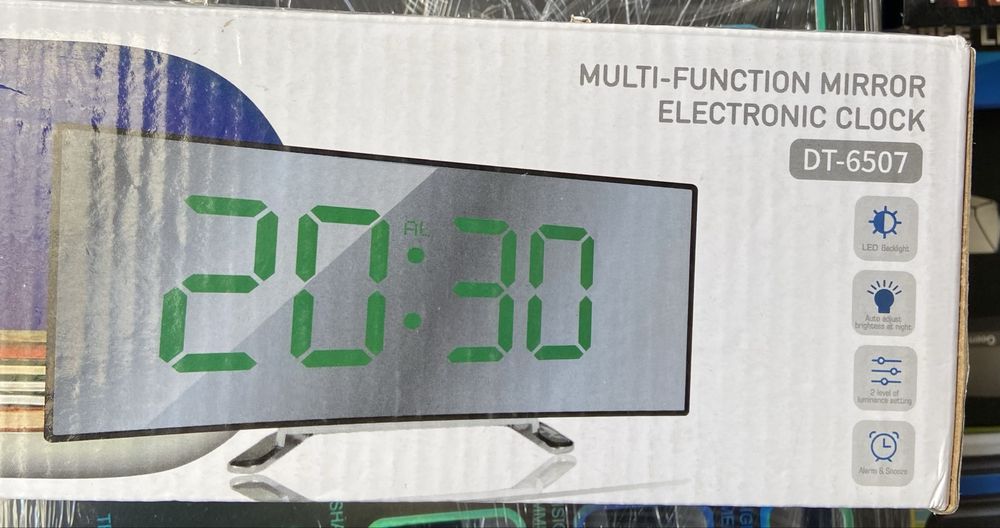 MULTI-FUNCTION MIRROR
ELECTRONIC CLOCK
DT-6507
AL
20:30
LED Backlight
Auto adjust
brightess at night
2 level of
luminance setting
Alarm & Snooze